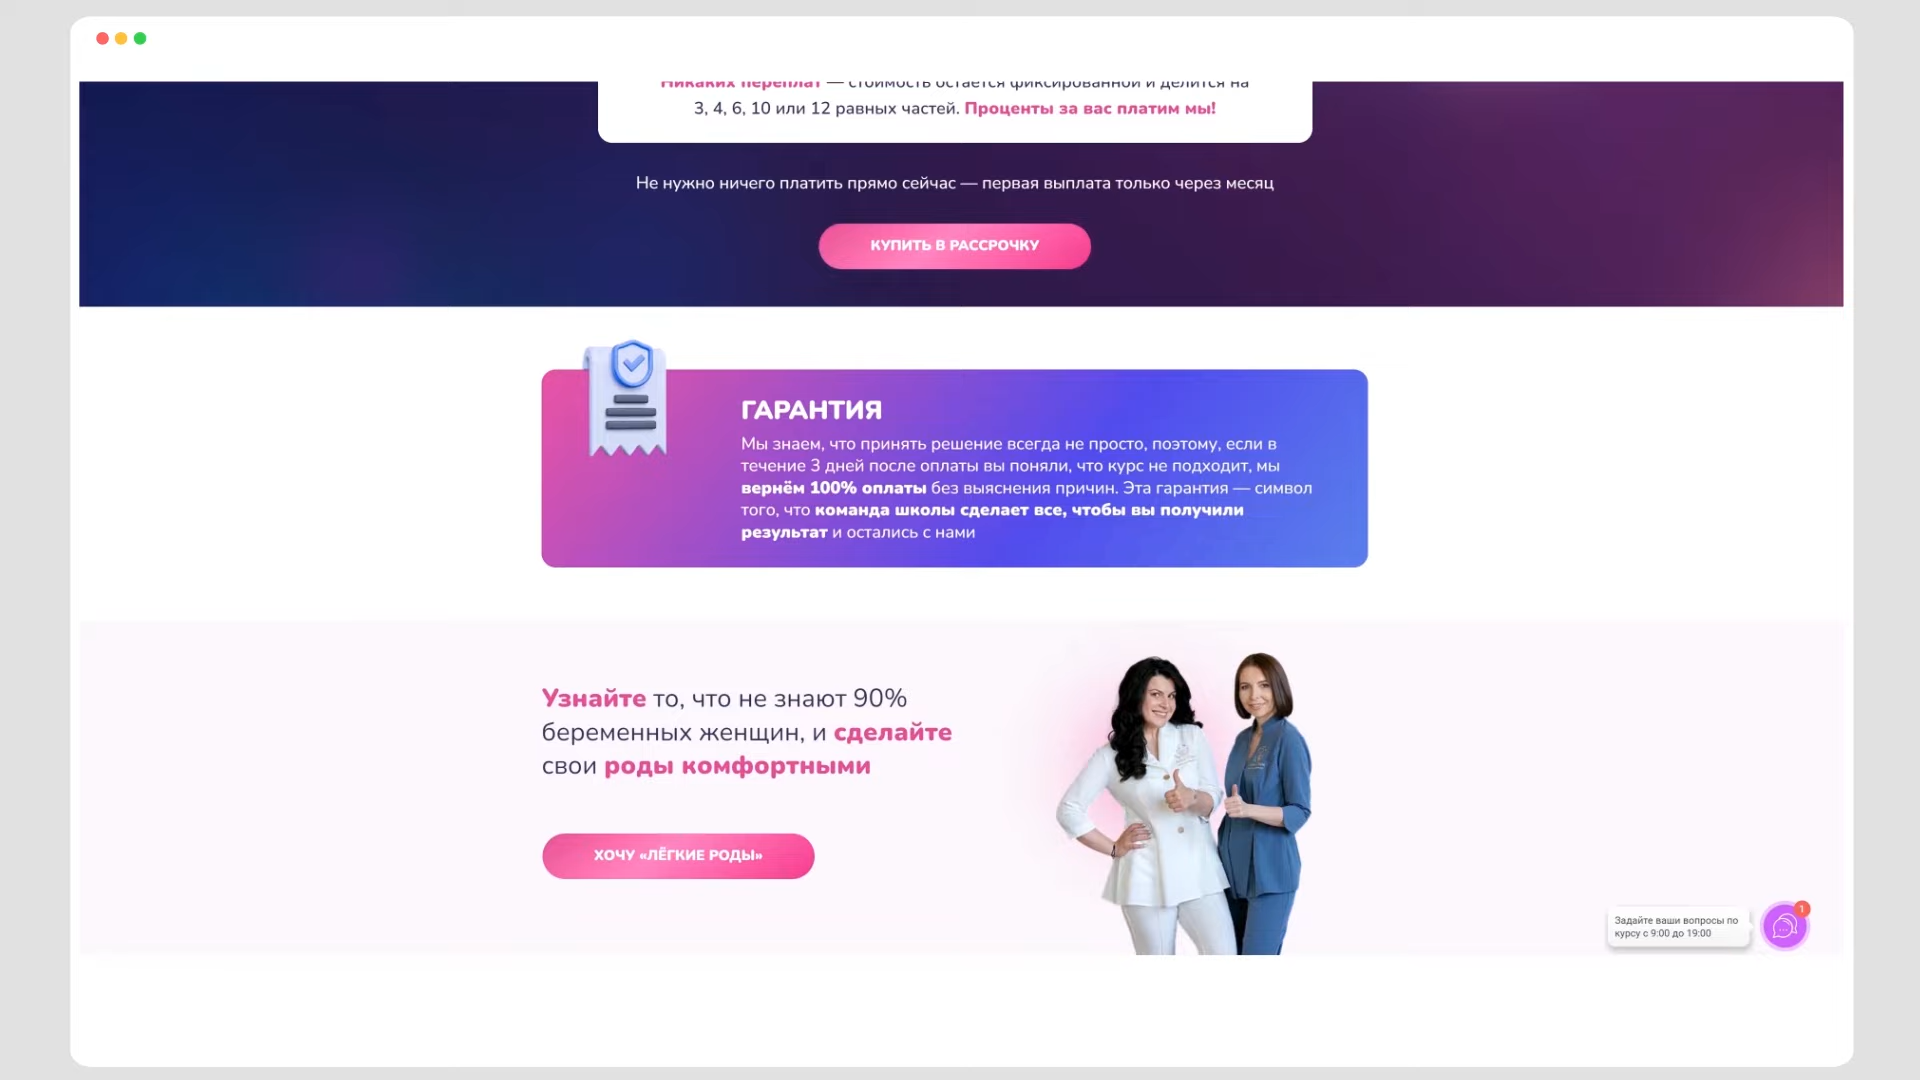 Никаких переплат — стоимость остается фиксированной и делится на
3, 4, 6, 10 или 12 равных частей. Проценты за вас платим мы!
Не нужно ничего платить прямо сейчас — первая выплата только через месяц
КУПИТЬ В РАССРОЧКУ
ГАРАНТИЯ
Мы знаем, что принять решение всегда не просто, поэтому, если в
течение 3 дней после оплаты вы поняли, что курс не подходит, мы
вернём 100% оплаты без выяснения причин. Эта гарантия — символ
того, что команда школы сделает все, чтобы вы получили
результат и остались с нами
Узнайте то, что не знают 90%
беременных женщин, и сделайте
свои роды комфортными
ХОЧУ «ЛЁГКИЕ РОДЫ»
Задайте ваши вопросы по
курсу с 9:00 до 19:00
1